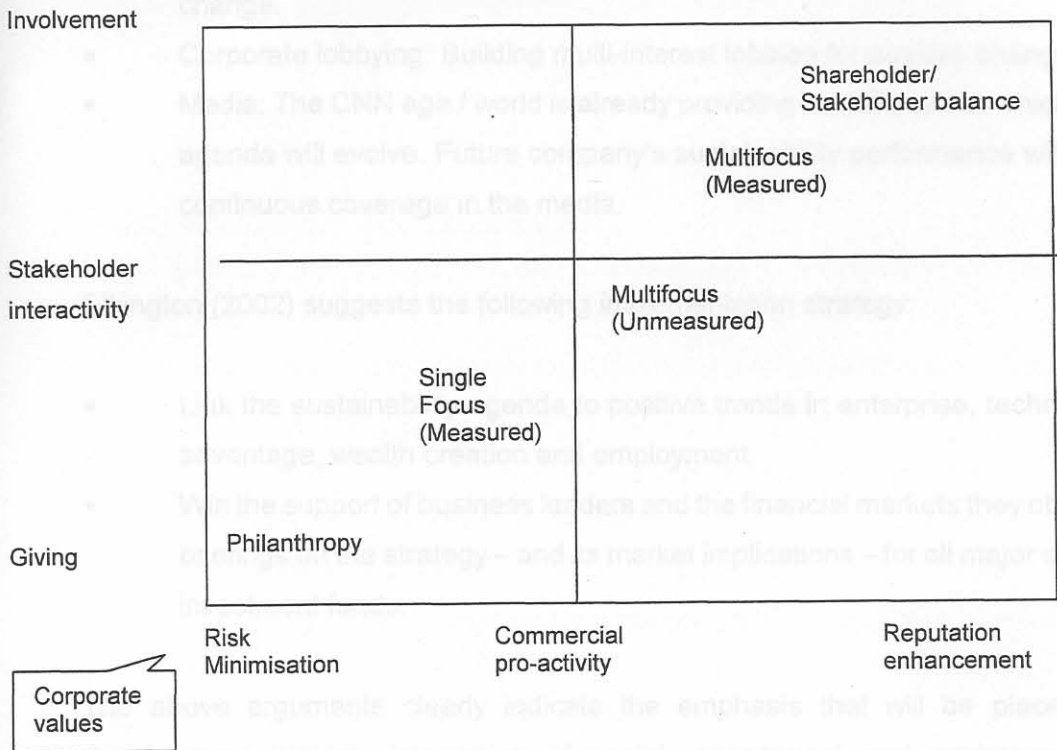 Involvement
change.
• Corporate lobbying: Building multi-interest lobbies for positive
• Media: The CNN age / world is already providing
agenda will evolve. Future company's performance
continuous coverage in the media.
Shareholder/
Stakeholder balance
Multifocus
(Measured)
Stakeholder
interactivity
Multifocus
(Unmeasured)
(2002) suggests the following strategy:
Single
Focus
(Measured)
• Link the sustainability agenda to positive trends in enterprise,
advantage, wealth creation and employment
• Win the support of business leaders and the financial markets they
strategy – and its market implications – for all major
Giving
Philanthropy
investment
Risk
Minimisation
Commercial
pro-activity
Reputation
enhancement
Corporate
values
The above arguments clearly indicate the emphasis that will be